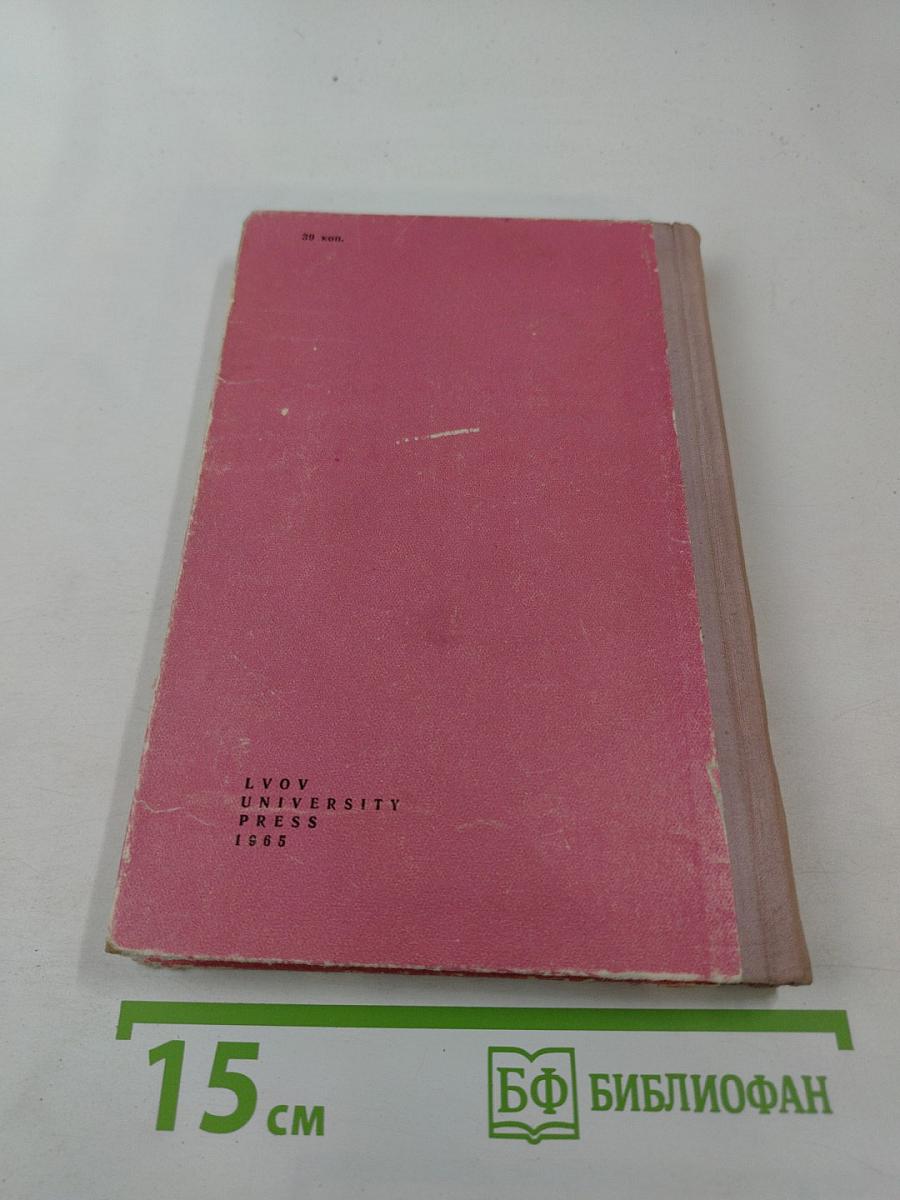 39 коп.
LVOV
UNIVERSITY
PRESS
1965
15 см
БФ БИБЛИОФАН